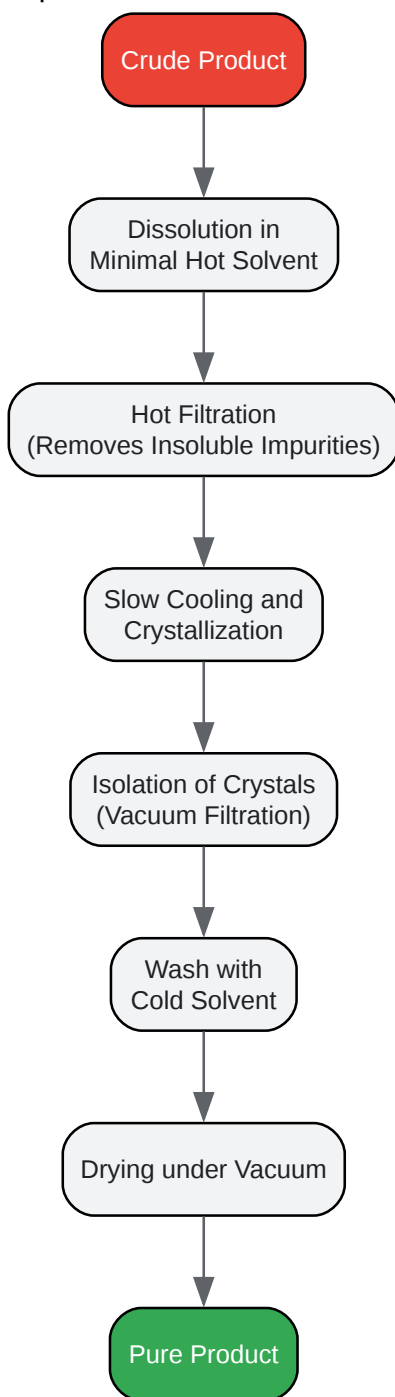 Crude Product
Dissolution in
Minimal Hot Solvent
Hot Filtration
(Removes Insoluble Impurities)
Slow Cooling and
Crystallization
Isolation of Crystals
(Vacuum Filtration)
Wash with
Cold Solvent
Drying under Vacuum
Pure Product